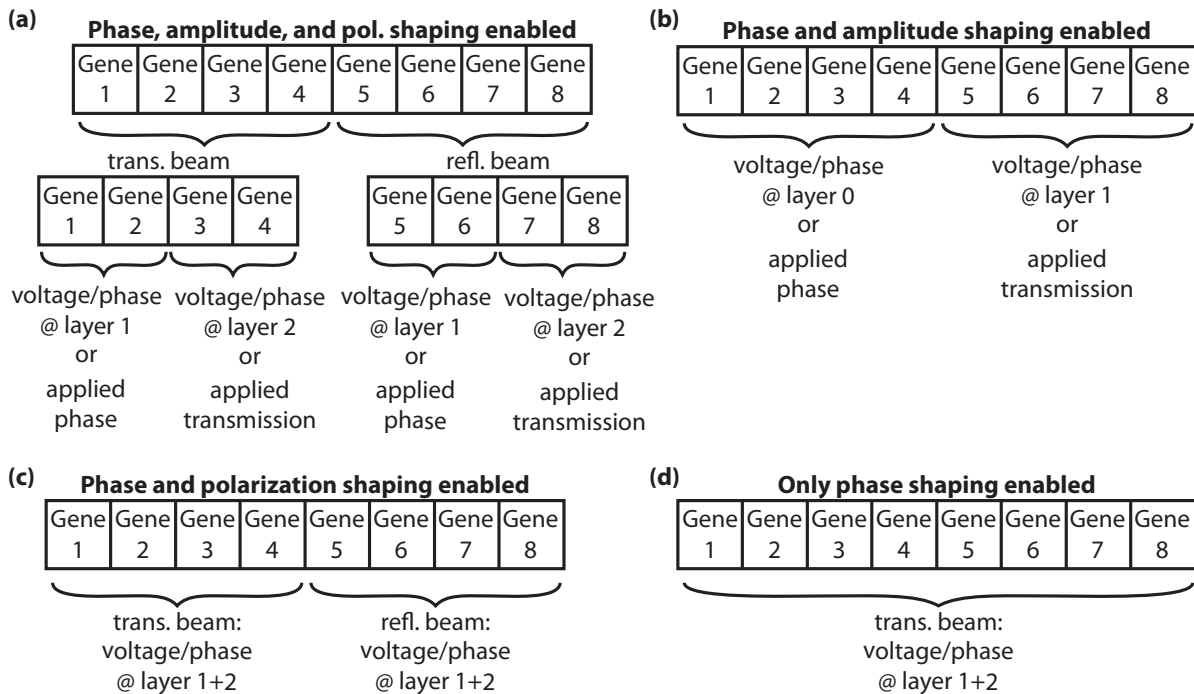 (a)
Phase, amplitude, and pol. shaping enabled
Gene Gene Gene Gene Gene Gene Gene Gene
1 2 3 4 5 6 7 8
trans. beam
refl. beam
Gene Gene Gene Gene
1 2 3 4
Gene Gene Gene Gene
5 6 7 8
voltage/phase
@ layer 1
or
applied
phase
voltage/phase
@ layer 2
or
applied
transmission
voltage/phase
@ layer 1
or
applied
phase
voltage/phase
@ layer 2
or
applied
transmission
(b)
Phase and amplitude shaping enabled
Gene Gene Gene Gene Gene Gene Gene Gene
1 2 3 4 5 6 7 8
voltage/phase
@ layer 0
or
applied
phase
voltage/phase
@ layer 1
or
applied
transmission
(c)
Phase and polarization shaping enabled
Gene Gene Gene Gene Gene Gene Gene Gene
1 2 3 4 5 6 7 8
trans. beam:
voltage/phase
@ layer 1+2
refl. beam:
voltage/phase
@ layer 1+2
(d)
Only phase shaping enabled
Gene Gene Gene Gene Gene Gene Gene Gene
1 2 3 4 5 6 7 8
trans. beam:
voltage/phase
@ layer 1+2